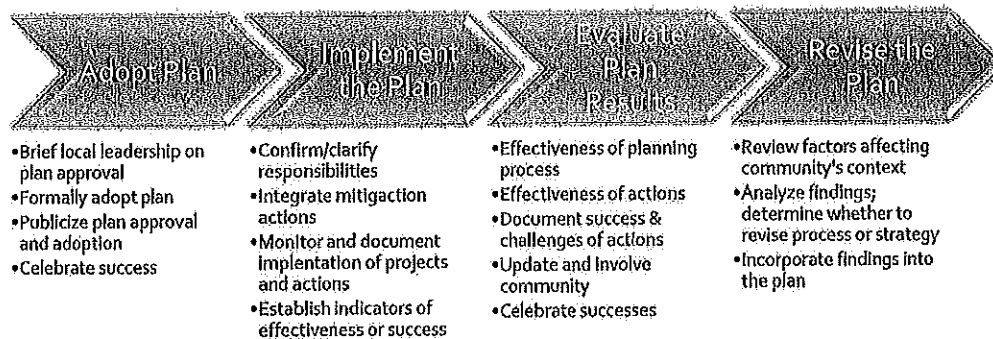 Adopt Plan
•Brief local leadership on
plan approval
•Formally adopt plan
•Publicize plan approval
and adoption
•Celebrate success
Implement
the Plan
•Confirm/clarify
responsibilities
•Integrate mitigaction
actions
•Monitor and document
implentation of projects
and actions
•Establish indicators of
effectiveness or success
Evaluate
Plan
Results
•Effectiveness of planning
process
•Effectiveness of actions
•Document success &
challenges of actions
•Update and involve
community
•Celebrate successes
Revise the
Plan
•Review factors affecting
community's context
•Analyze findings;
determine whether to
revise process or strategy
•Incorporate findings into
the plan